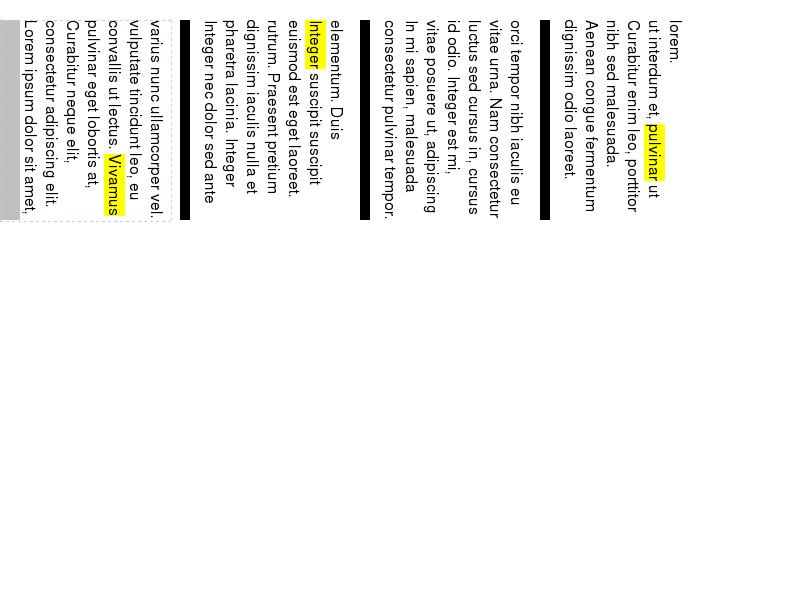 Lorem ipsum dolor sit amet,
consectetur adipiscing elit.
Curabitur neque elit,
pulvinar eget lobortis at,
convallis ut lectus. Vivamus
vulputate tincidunt leo, eu
varius nunc ullamcorper vel.
Integer nec dolor sed ante
pharetra lacinia. Integer
dignissim iaculis nulla et
rutrum. Praesent pretium
euismod est eget laoreet.
Integer suscipit suscipit
elementum. Duis
consectetur pulvinar tempor.
In mi sapien, malesuada
vitae posuere ut, adipiscing
id odio. Integer est mi,
luctus sed cursus in, cursus
vitae urna. Nam consectetur
orci tempor nibh iaculis eu
dignissim odio laoreet.
Aenean congue fermentum
nibh sed malesuada.
Curabitur enim leo, porttitor
ut interdum et, pulvinar ut
lorem.